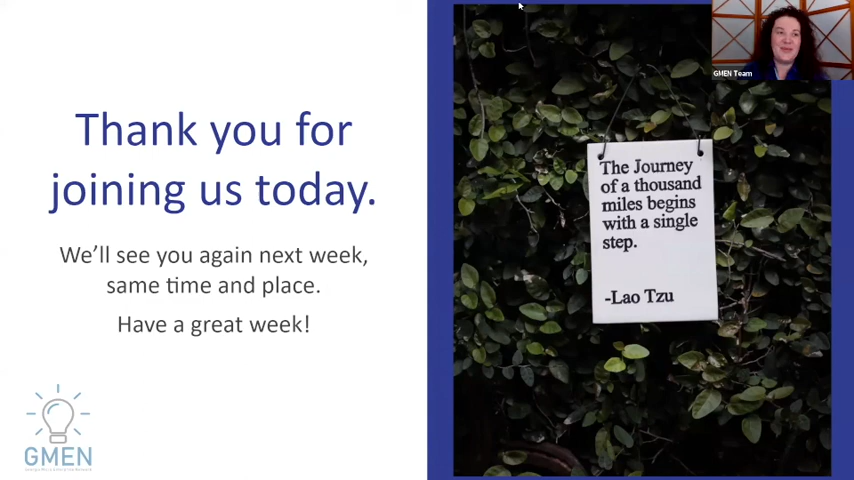 Thank you for
joining us today.
We'll see you again next week,
same time and place.
Have a great week!
GMEN
The Journey
of a thousand
miles begins
with a single
step.
-Lao Tzu
GMEN Team